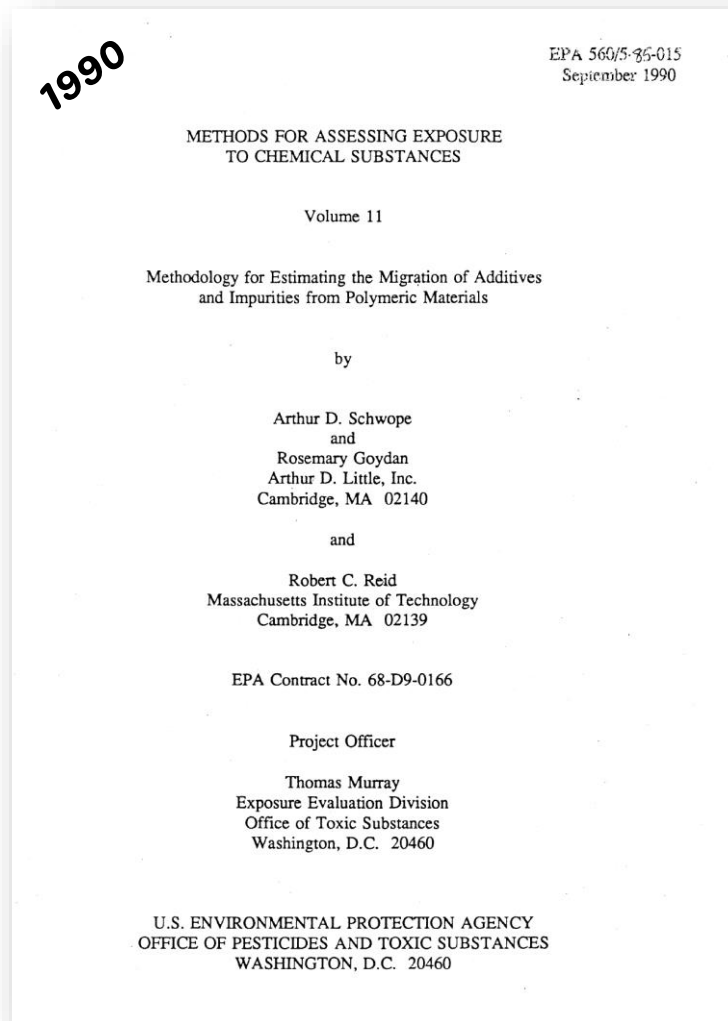 1990
EPA 560/5-85-015
September 1990
METHODS FOR ASSESSING EXPOSURE
TO CHEMICAL SUBSTANCES
Volume 11
Methodology for Estimating the Migration of Additives
and Impurities from Polymeric Materials
by
Arthur D. Schwope
and
Rosemary Goydan
Arthur D. Little, Inc.
Cambridge, MA 02140
and
Robert C. Reid
Massachusetts Institute of Technology
Cambridge, MA 02139
EPA Contract No. 68-D9-0166
Project Officer
Thomas Murray
Exposure Evaluation Division
Office of Toxic Substances
Washington, D.C. 20460
U.S. ENVIRONMENTAL PROTECTION AGENCY
OFFICE OF PESTICIDES AND TOXIC SUBSTANCES
WASHINGTON, D.C. 20460